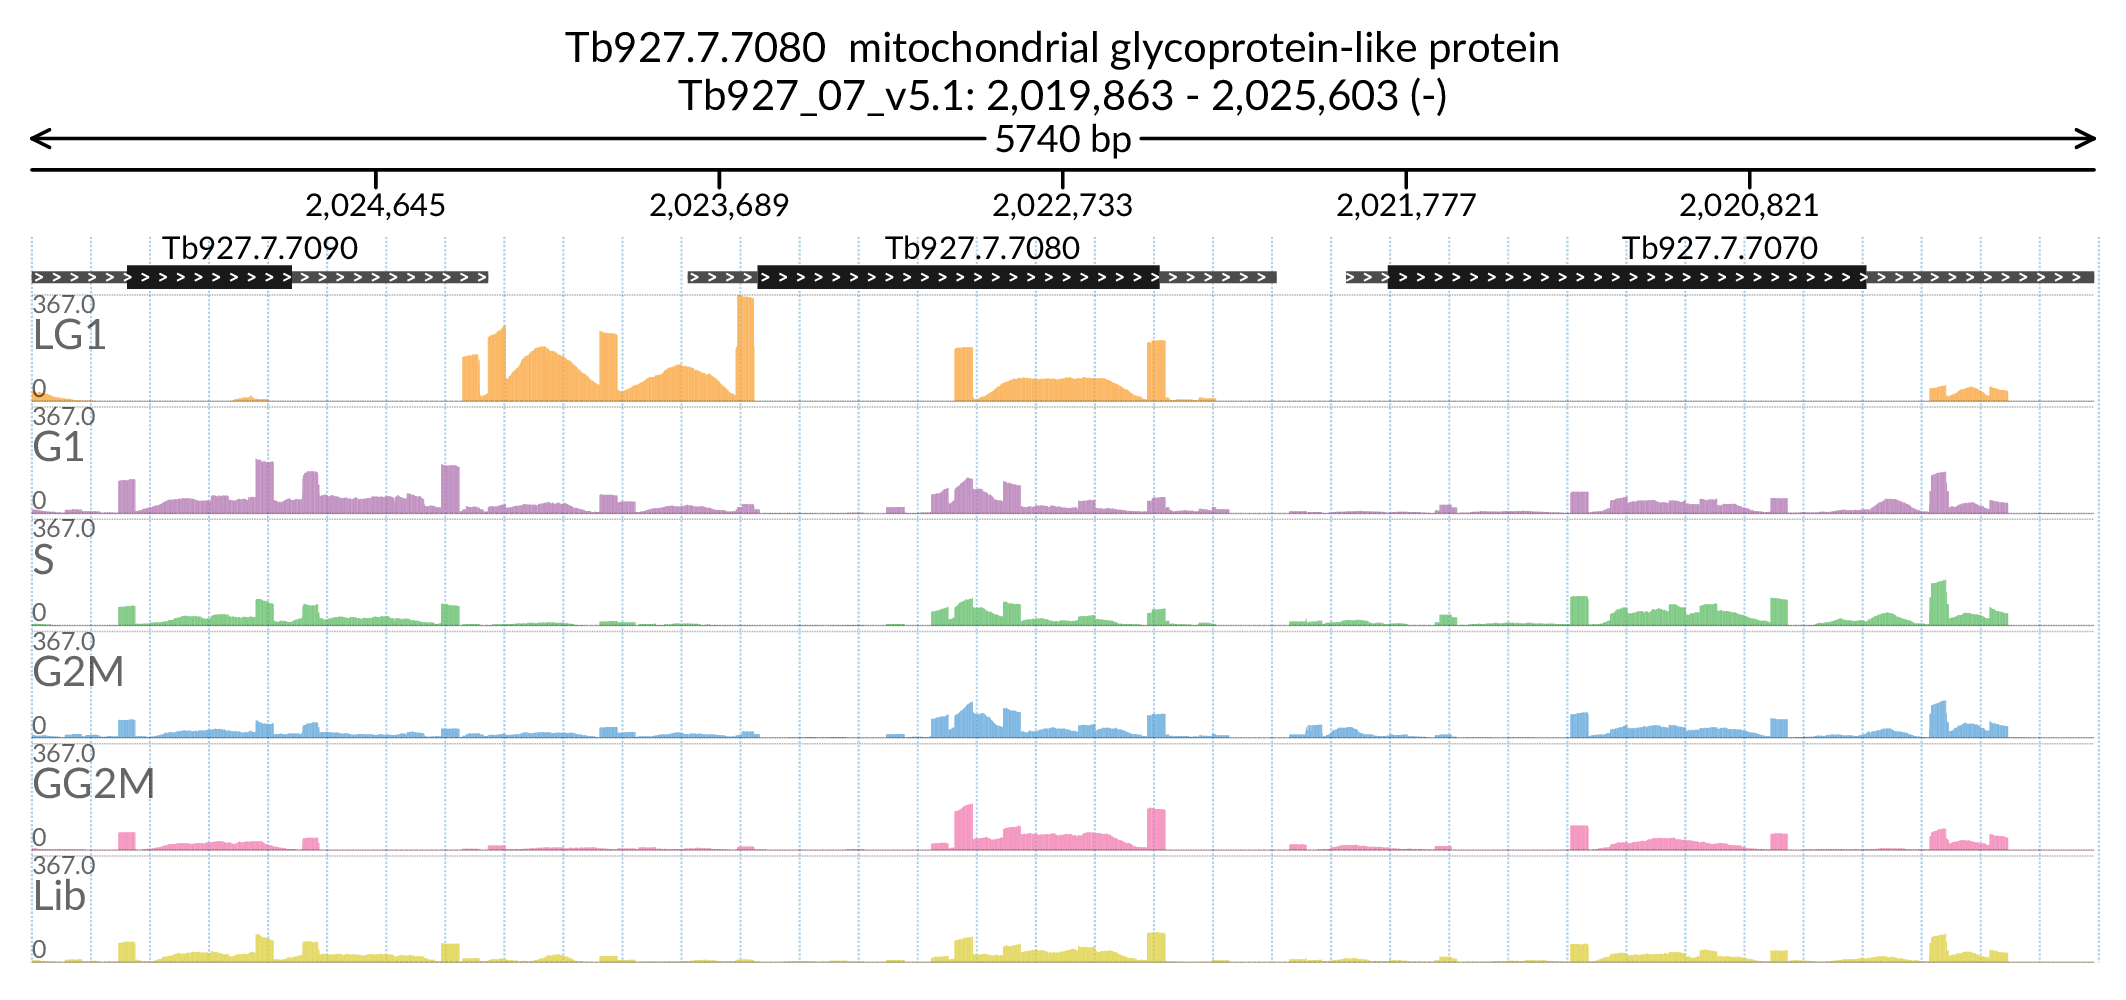 Tb927.7.7080  mitochondrial glycoprotein-like protein
Tb927_07_v5.1: 2,019,863 - 2,025,603 (-)
5740 bp
2,024,645 2,023,689 2,022,733 2,021,777 2,020,821
Tb927.7.7090 Tb927.7.7080 Tb927.7.7070
367.0
LG1
0
367.0
G1
0
367.0
S
0
367.0
G2M
0
367.0
GG2M
0
367.0
Lib
0